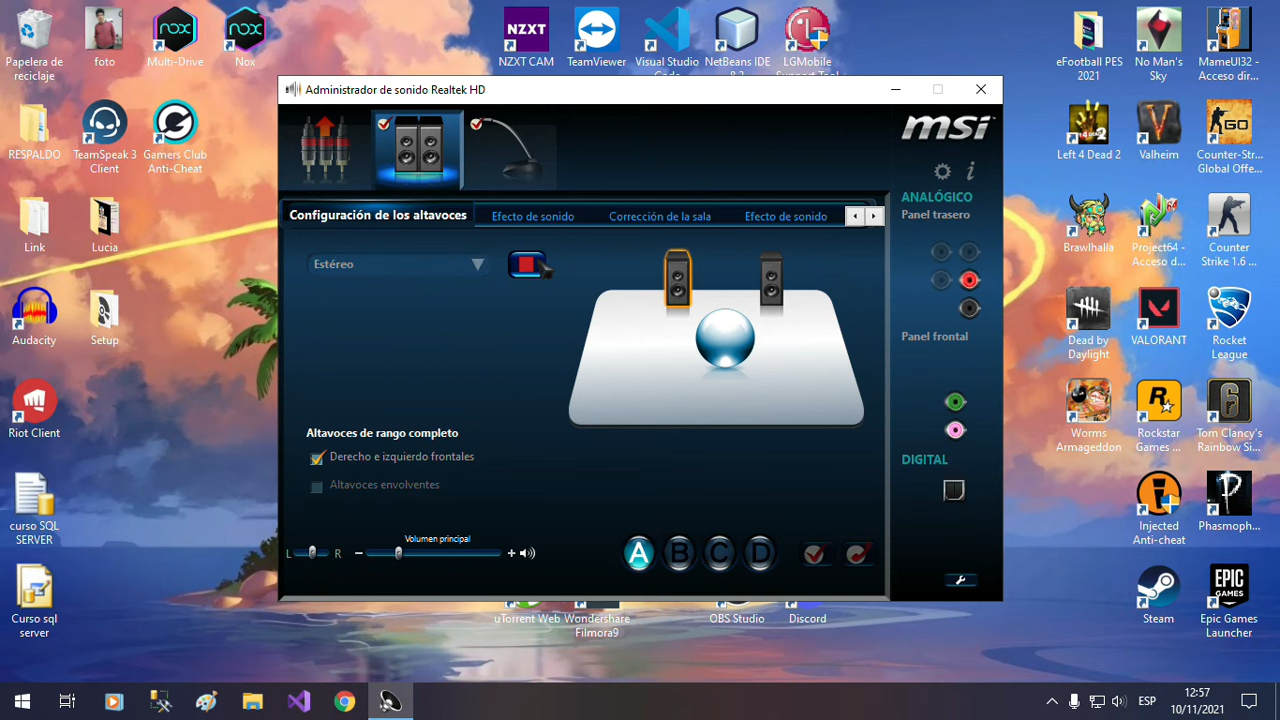 Papelera de
reciclaje
foto
Multi-Drive
Nox
NZXT
NZXT CAM
TeamViewer
Visual Studio
NetBeans IDE
LGMobile
eFootball PES
2021
No Man's
Sky
MameUI32 -
Acceso dir...
RESPALDO
TeamSpeak 3
Client
Gamers Club
Anti-Cheat
Left 4 Dead 2
Valheim
GO
Counter-Str...
Global Offe...
Link
Lucia
Brawlhalla
Project64 -
Acceso d...
Counter
Strike 1.6 ...
Audacity
Setup
Dead by
Daylight
VALORANT
Rocket
League
Riot Client
Worms
Armageddon
Rockstar
Games ...
Tom Clancy's
Rainbow Si...
curso SQL
SERVER
Injected
Anti-cheat
Phasmoph...
Curso sql
server
Steam
EPIC
GAMES
Epic Games
Launcher
uTorrent Web
Wondershare
Filmora9
OBS Studio
Discord
Administrador de sonido Realtek HD
msi
Configuración de los altavoces
Efecto de sonido
Corrección de la sala
Efecto de sonido
Estéreo
Altavoces de rango completo
Derecho e izquierdo frontales
Altavoces envolventes
Volumen principal
L
R
A
B
C
D
ANALÓGICO
Panel trasero
Panel frontal
DIGITAL
ESP
12:57
10/11/2021